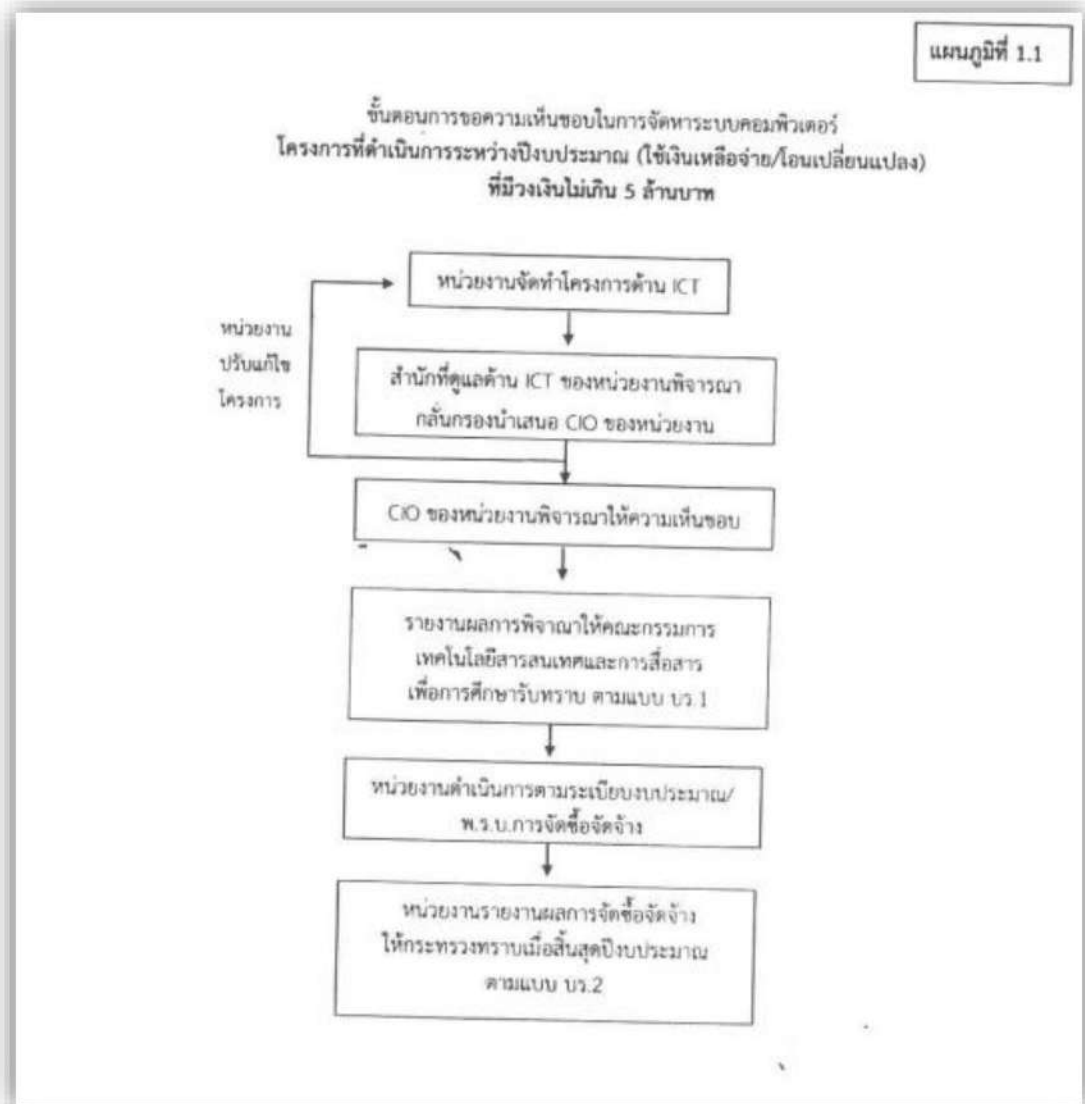 แผนภูมิที่ 1.1
ขั้นตอนการขอความเห็นชอบในการจัดหาระบบคอมพิวเตอร์
โครงการที่ดำเนินการระหว่างปีงบประมาณ (ใช้เงินเหลือจ่าย/โอนเปลี่ยนแปลง)
ที่มีวงเงินไม่เกิน 5 ล้านบาท
หน่วยงานจัดทำโครงการด้าน ICT
หน่วยงาน
ปรับแก้ไข
โครงการ
สำนักที่ดูแลด้าน ICT ของหน่วยงานพิจารณา
กลั่นกรองนำเสนอ CIO ของหน่วยงาน
CIO ของหน่วยงานพิจารณาให้ความเห็นชอบ
รายงานผลการพิจาณาให้คณะกรรมการ
เทคโนโลยีสารสนเทศและการสื่อสาร
เพื่อการศึกษารับทราบ ตามแบบ บร.1
หน่วยงานดำเนินการตามระเบียบงบประมาณ/
พ.ร.บ.การจัดซื้อจัดจ้าง
หน่วยงานรายงานผลการจัดซื้อจัดจ้าง
ให้กระทรวงทราบเมื่อสิ้นสุดปีงบประมาณ
ตามแบบ บร.2